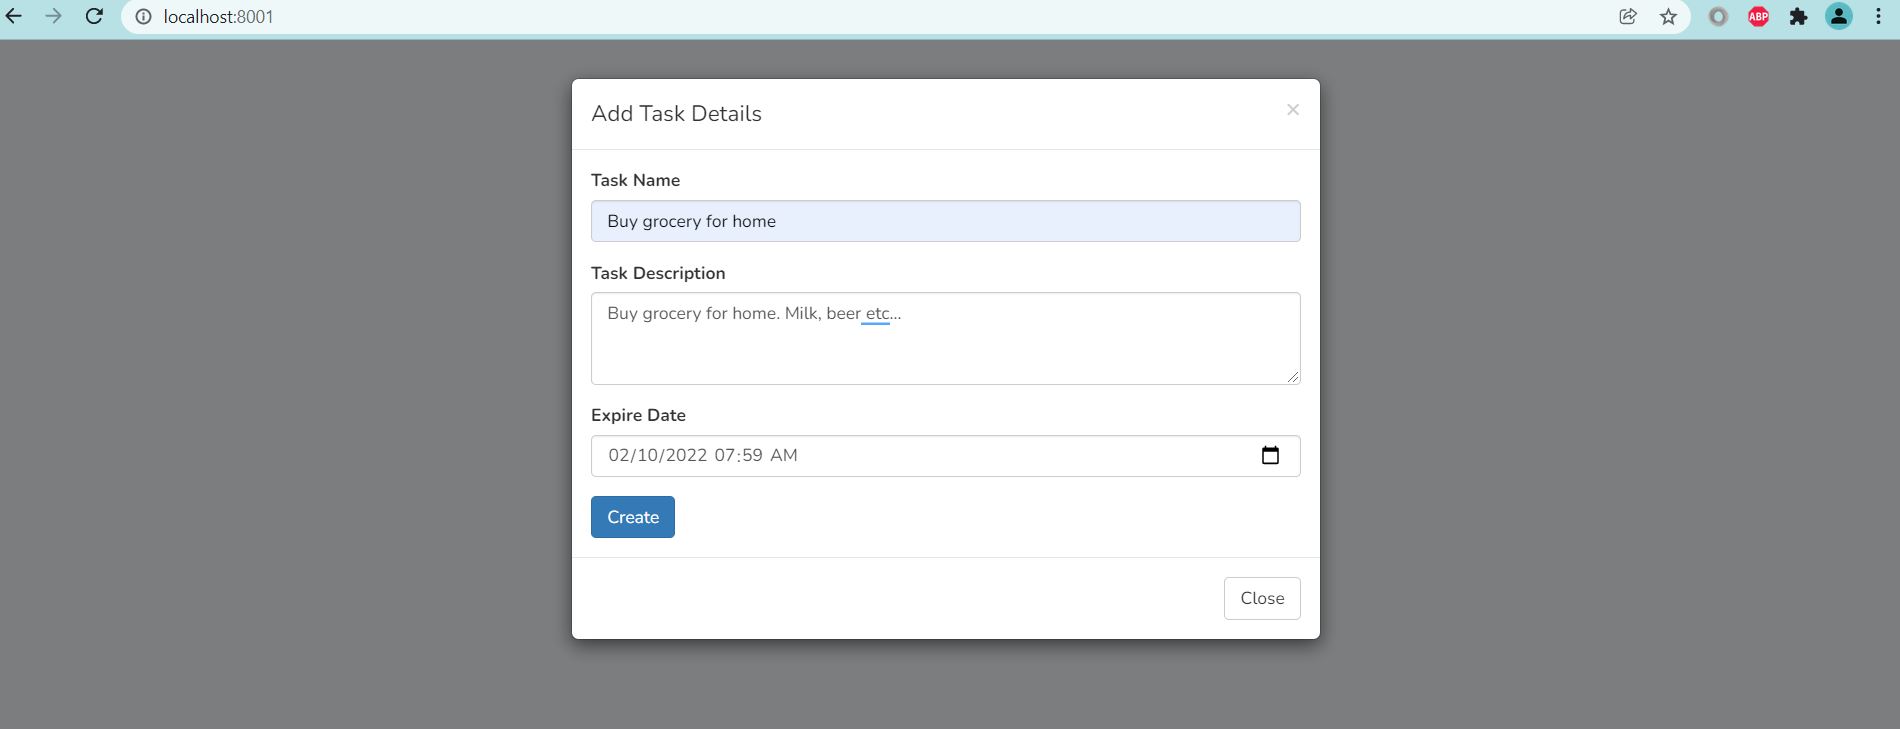 localhost:8001
ABP
Add Task Details
×
Task Name
Buy grocery for home
Task Description
Buy grocery for home. Milk, beer etc...
Expire Date
02/10/2022 07:59 AM
Create
Close